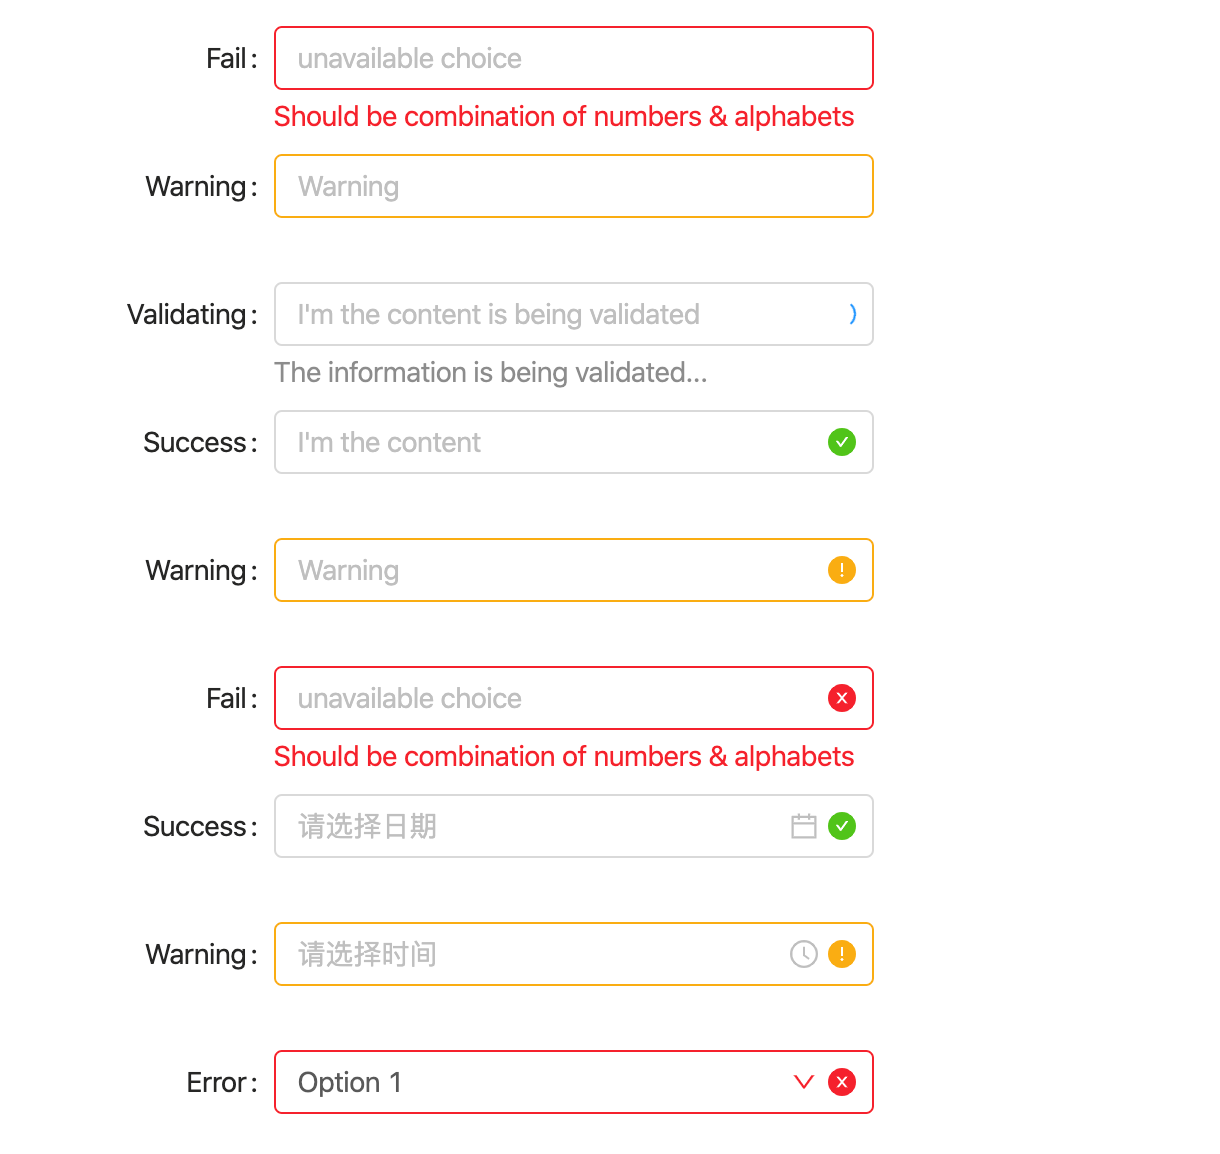 Fail: unavailable choice
Should be combination of numbers & alphabets
Warning: Warning
Validating: I'm the content is being validated
The information is being validated...
Success: I'm the content
Warning: Warning
Fail: unavailable choice
Should be combination of numbers & alphabets
Success: 请选择日期
Warning: 请选择时间
Error: Option 1